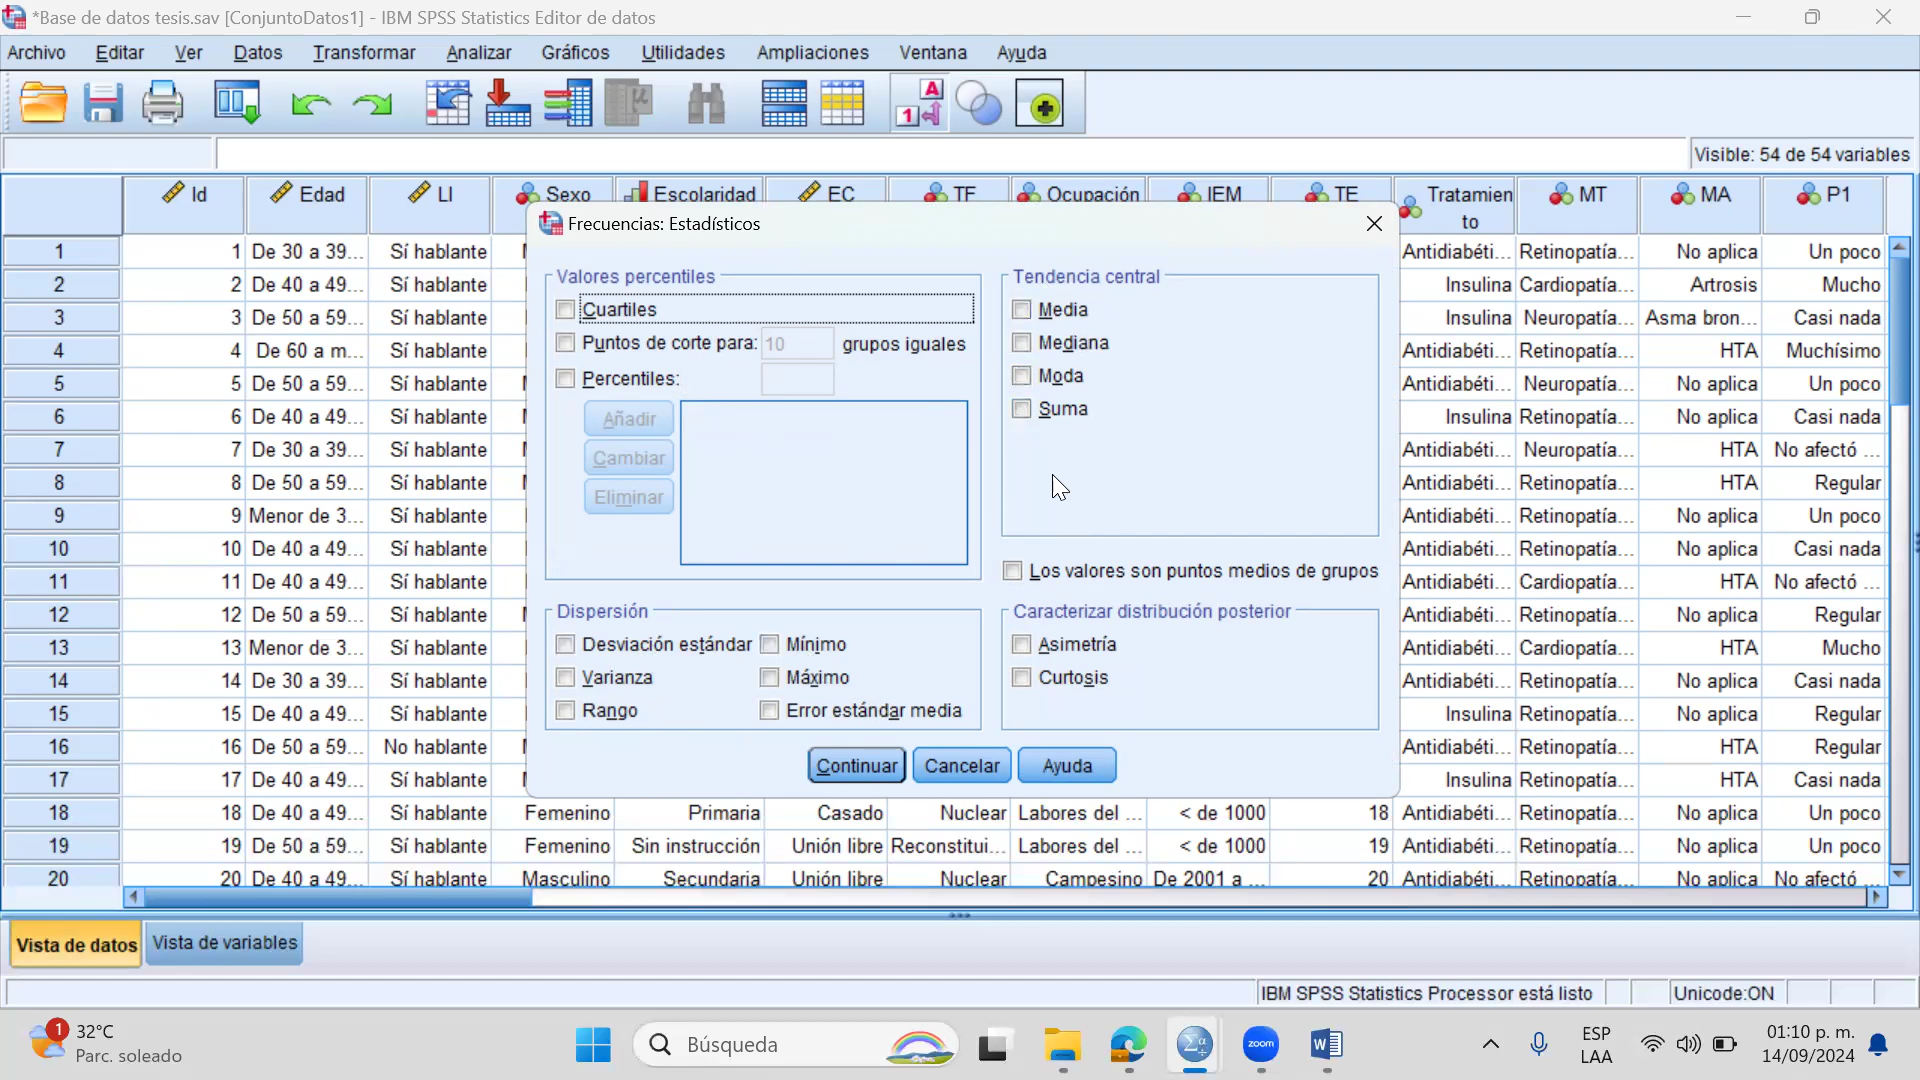 *Base de datos tesis.sav [ConjuntoDatos1] - IBM SPSS Statistics Editor de datos
Archivo Editar Ver Datos Transformar Analizar Gráficos Utilidades Ampliaciones Ventana Ayuda
Visible: 54 de 54 variables
Id Edad LI Sexo Escolaridad EC TF Ocupación IEM TE Tratamien to MT MA P1
Frecuencias: Estadísticos
Valores percentiles
Cuartiles
Puntos de corte para: 10 grupos iguales
Percentiles:
Añadir
Cambiar
Eliminar
Tendencia central
Media
Mediana
Moda
Suma
Los valores son puntos medios de grupos
Dispersión
Desviación estándar Mínimo
Varianza Máximo
Rango Error estándar media
Caracterizar distribución posterior
Asimetría
Curtosis
Continuar Cancelar Ayuda
1 1 De 30 a 39... Sí hablante Antidiabéti... Retinopatía... No aplica Un poco
2 2 De 40 a 49... Sí hablante Insulina Cardiopatía... Artrosis Mucho
3 3 De 50 a 59... Sí hablante Insulina Neuropatía... Asma bron... Casi nada
4 4 De 60 a m... Sí hablante Antidiabéti... Retinopatía... HTA Muchísimo
5 5 De 50 a 59... Sí hablante Antidiabéti... Neuropatía... No aplica Un poco
6 6 De 40 a 49... Sí hablante Insulina Retinopatía... No aplica Casi nada
7 7 De 30 a 39... Sí hablante Antidiabéti... Neuropatía... HTA No afectó ...
8 8 De 50 a 59... Sí hablante Antidiabéti... Retinopatía... HTA Regular
9 9 Menor de 3... Sí hablante Antidiabéti... Retinopatía... No aplica Un poco
10 10 De 40 a 49... Sí hablante Antidiabéti... Retinopatía... No aplica Casi nada
11 11 De 40 a 49... Sí hablante Antidiabéti... Cardiopatía... HTA No afectó ...
12 12 De 50 a 59... Sí hablante Antidiabéti... Retinopatía... No aplica Regular
13 13 Menor de 3... Sí hablante Antidiabéti... Cardiopatía... HTA Mucho
14 14 De 30 a 39... Sí hablante Antidiabéti... Retinopatía... No aplica Casi nada
15 15 De 40 a 49... Sí hablante Insulina Retinopatía... No aplica Regular
16 16 De 50 a 59... No hablante Antidiabéti... Retinopatía... HTA Regular
17 17 De 40 a 49... Sí hablante Insulina Retinopatía... HTA Casi nada
18 18 De 40 a 49... Sí hablante Femenino Primaria Casado Nuclear Labores del ... < de 1000 18 Antidiabéti... Retinopatía... No aplica Un poco
19 19 De 50 a 59... Sí hablante Femenino Sin instrucción Unión libre Reconstitui... Labores del ... < de 1000 19 Antidiabéti... Retinopatía... No aplica Un poco
20 20 De 40 a 49... Sí hablante Masculino Secundaria Unión libre Nuclear Campesino De 2001 a ... 20 Antidiabéti... Retinopatía... No aplica No afectó ...
Vista de datos Vista de variables
IBM SPSS Statistics Processor está listo Unicode:ON
1 32°C
Parc. soleado
Búsqueda
zoom
ESP
LAA
01:10 p. m.
14/09/2024